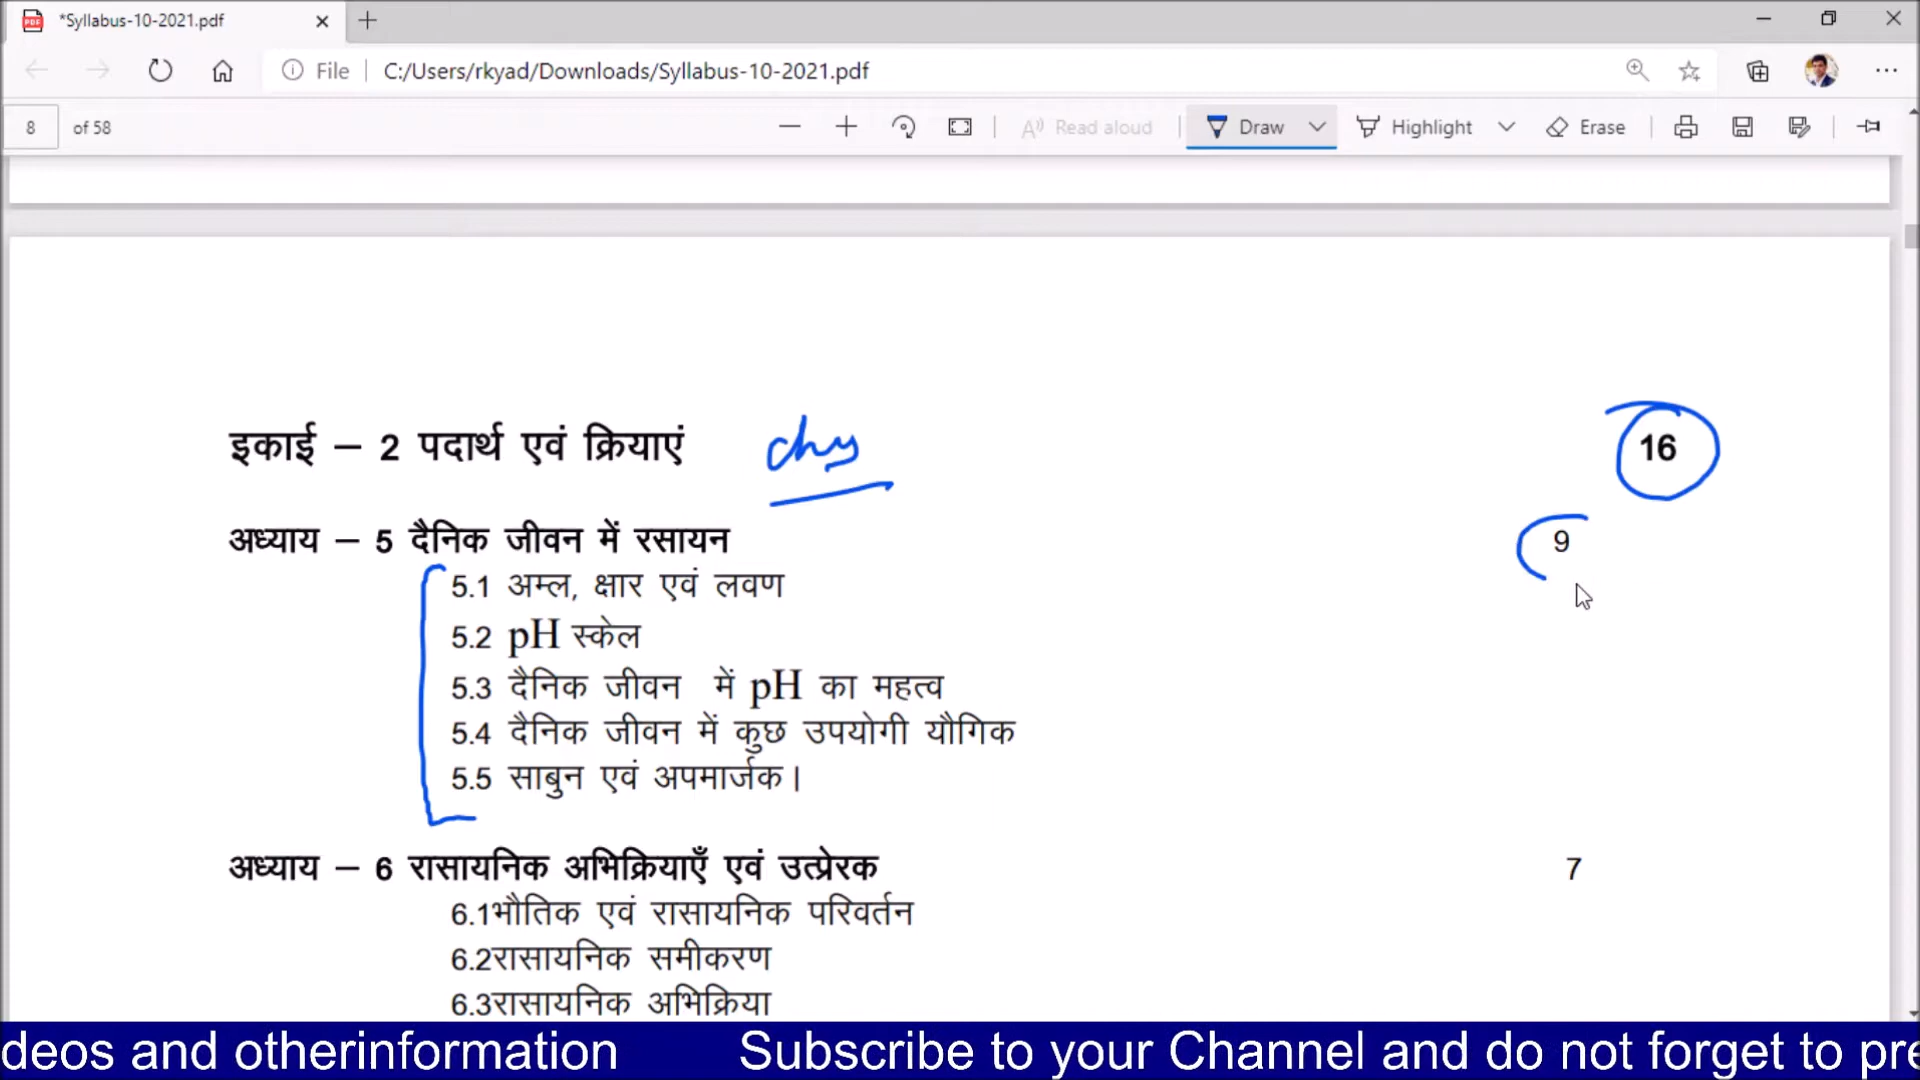 *Syllabus-10-2021.pdf
File C:/Users/rkyad/Downloads/Syllabus-10-2021.pdf
8 of 58 Read aloud Draw Highlight Erase
इकाई – 2 पदार्थ एवं क्रियाएं 16
अध्याय – 5 दैनिक जीवन में रसायन 9
5.1 अम्ल, क्षार एवं लवण
5.2 pH स्केल
5.3 दैनिक जीवन में pH का महत्व
5.4 दैनिक जीवन में कुछ उपयोगी यौगिक
5.5 साबुन एवं अपमार्जक।
अध्याय – 6 रासायनिक अभिक्रियाएँ एवं उत्प्रेरक 7
6.1भौतिक एवं रासायनिक परिवर्तन
6.2रासायनिक समीकरण
6.3रासायनिक अभिक्रिया
deos and otherinformation Subscribe to your Channel and do not forget to pre